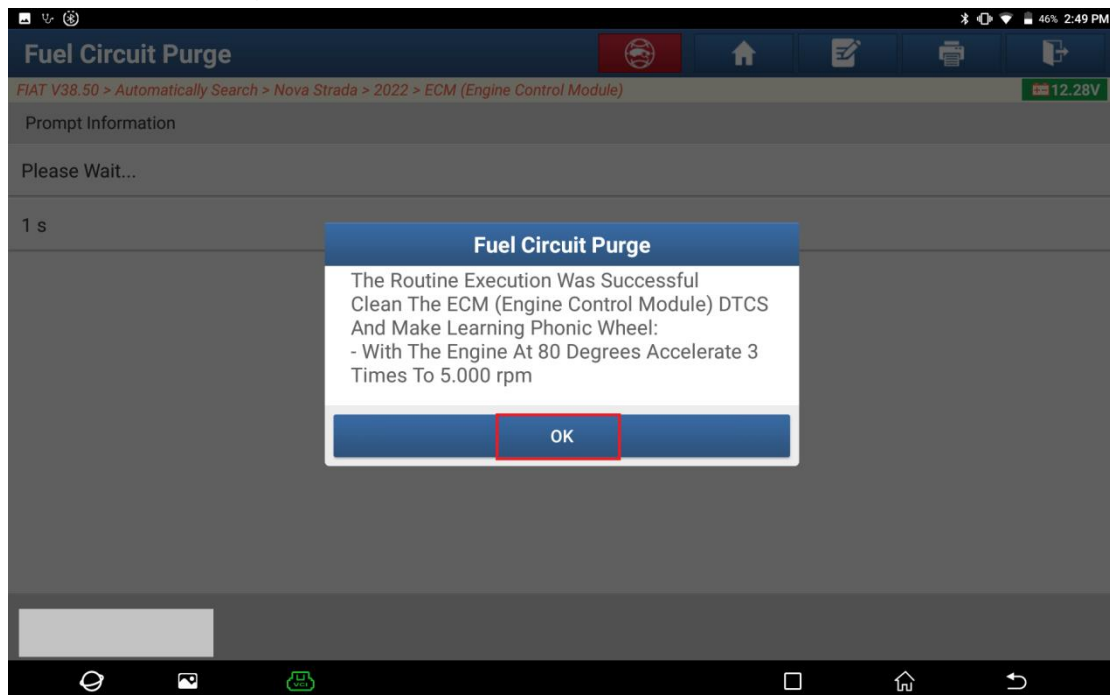 46% 2:49 PM
Fuel Circuit Purge
FIAT V38.50 > Automatically Search > Nova Strada > 2022 > ECM (Engine Control Module)
12.28V
Prompt Information
Please Wait...
1 s
Fuel Circuit Purge
The Routine Execution Was Successful
Clean The ECM (Engine Control Module) DTCS
And Make Learning Phonic Wheel:
- With The Engine At 80 Degrees Accelerate 3
Times To 5.000 rpm
OK
VCI